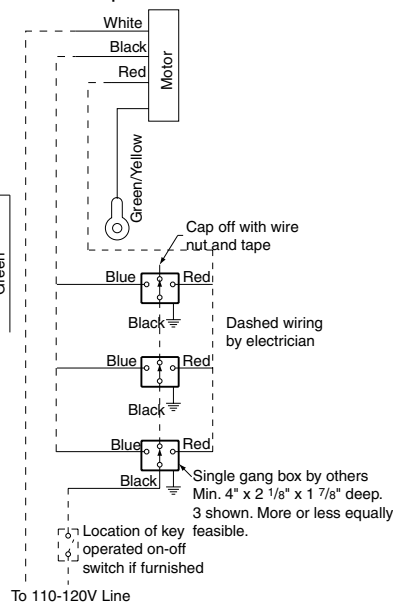 White
Black
Red
Motor
Green/Yellow
Green
Cap off with wire
nut and tape
Blue
Red
Black
Dashed wiring
by electrician
Blue
Red
Black
Blue
Red
Black
Single gang box by others
Min. 4" x 2 1/8" x 1 7/8" deep.
3 shown. More or less equally
feasible.
Location of key
operated on-off
switch if furnished
To 110-120V Line